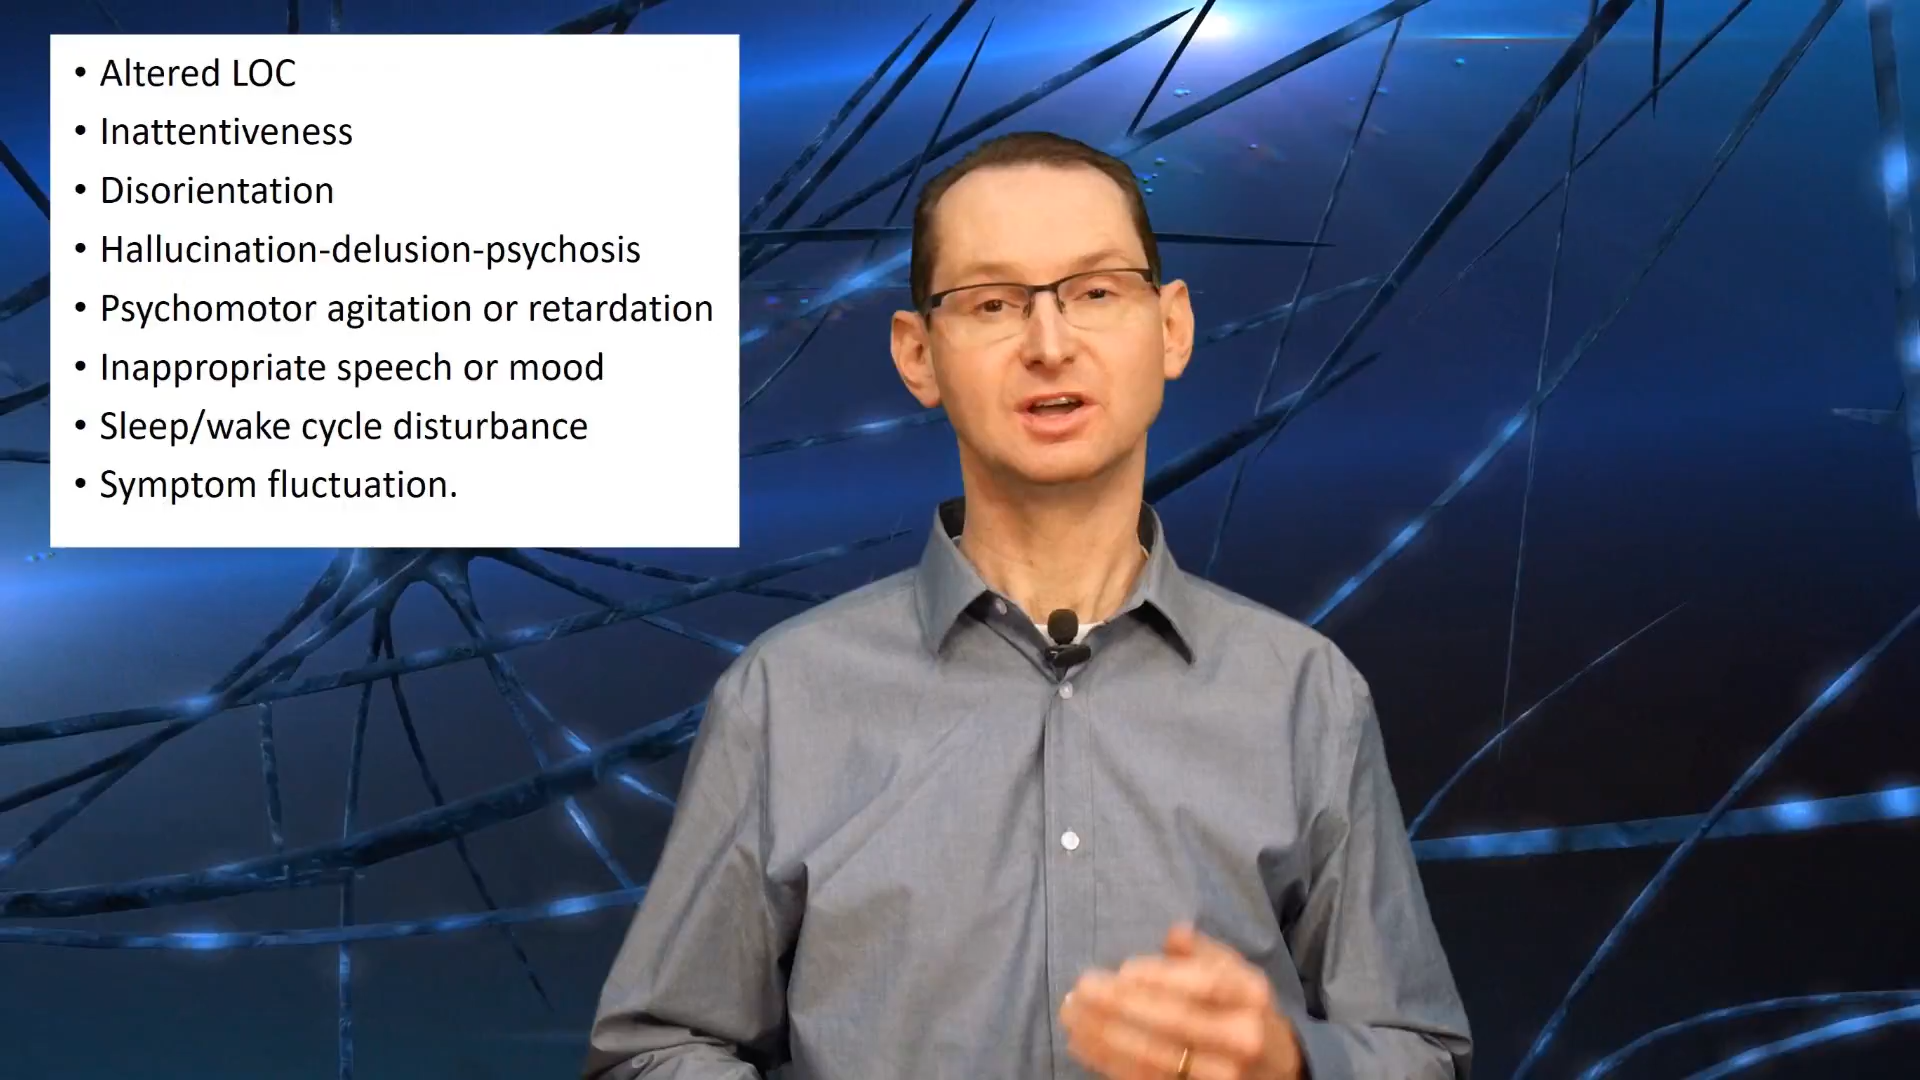 • Altered LOC
• Inattentiveness
• Disorientation
• Hallucination-delusion-psychosis
• Psychomotor agitation or retardation
• Inappropriate speech or mood
• Sleep/wake cycle disturbance
• Symptom fluctuation.